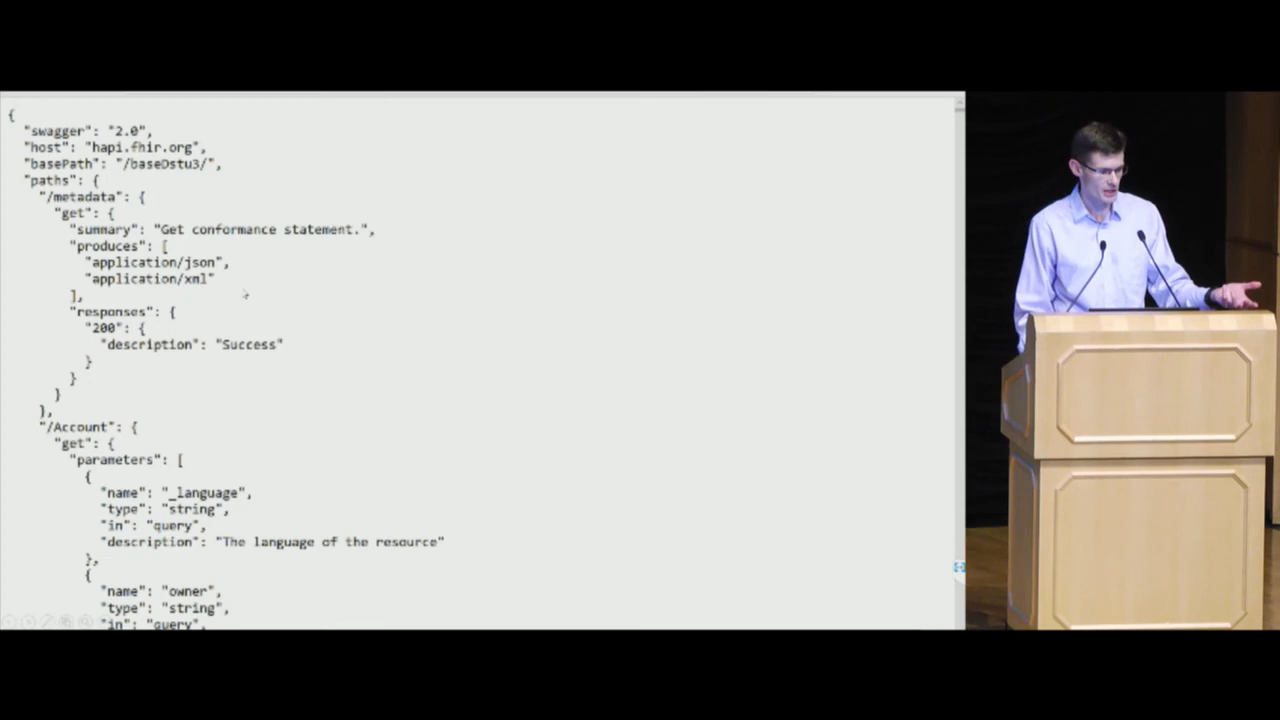 {
"swagger": "2.0",
"host": "hapi.fhir.org",
"basePath": "/baseDstu3/",
"paths": {
"/metadata": {
"get": {
"summary": "Get conformance statement.",
"produces": [
"application/json",
"application/xml"
],
"responses": {
"200": {
"description": "Success"
}
}
}
},
"/Account": {
"get": {
"parameters": [
{
"name": "_language",
"type": "string",
"in": "query",
"description": "The language of the resource"
},
{
"name": "owner",
"type": "string",
"in": "query",